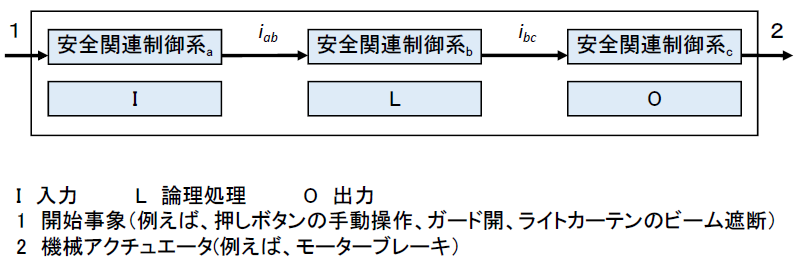 1 安全関連制御系a iab 安全関連制御系b ibc 安全関連制御系c 2
I L O
I 入力 L 論理処理 O 出力
1 開始事象(例えば、押しボタンの手動操作、ガード開、ライトカーテンのビーム遮断)
2 機械アクチュエータ(例えば、モーターブレーキ)